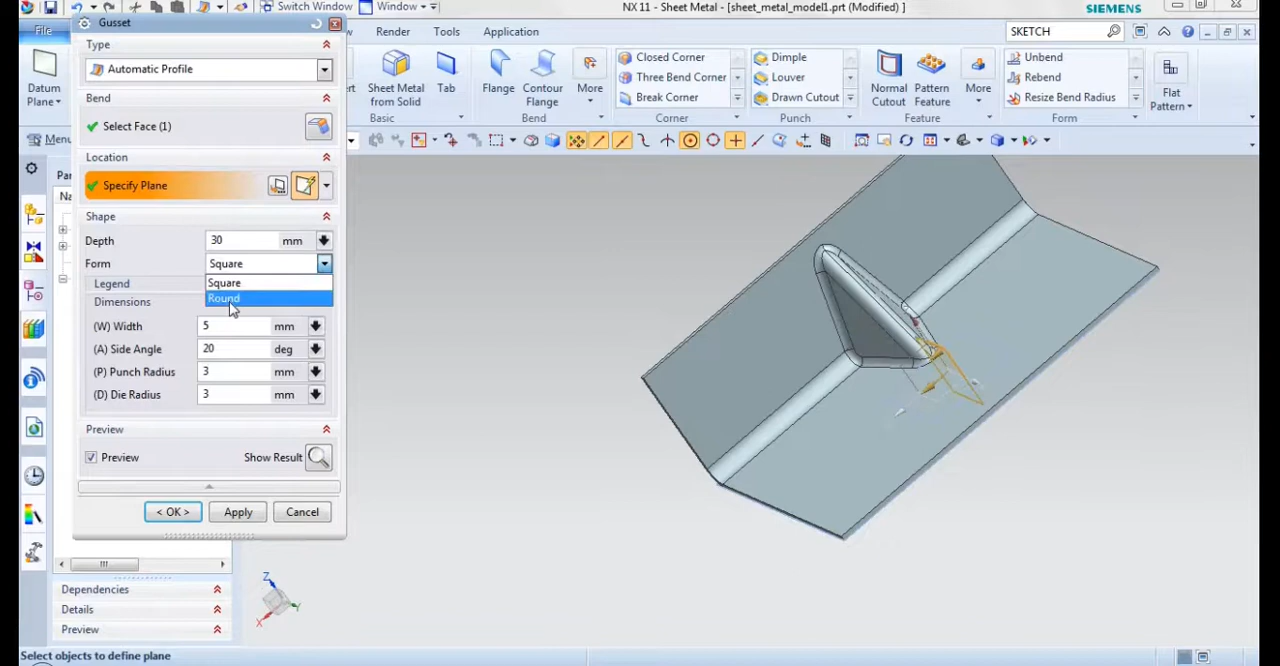 Switch Window Window NX 11 - Sheet Metal - [sheet_metal_model1.prt (Modified) ] SIEMENS
Gusset
File Render Tools Application SKETCH
Type
Automatic Profile
Datum Plane
Sheet Metal from Solid
Tab
Flange
Contour Flange
More
Closed Corner
Three Bend Corner
Break Corner
Dimple
Louver
Drawn Cutout
Normal Cutout
Pattern Feature
More
Unbend
Rebend
Resize Bend Radius
Flat Pattern
Basic Bend Corner Punch Feature Form
Bend
Select Face (1)
Menu
Location
Specify Plane
Shape
Depth 30 mm
Form Square
Legend Square
Dimensions Round
(W) Width 5 mm
(A) Side Angle 20 deg
(P) Punch Radius 3 mm
(D) Die Radius 3 mm
Preview
Preview Show Result
< OK > Apply Cancel
Dependencies
Details
Preview
Z
Y
X
Select objects to define plane